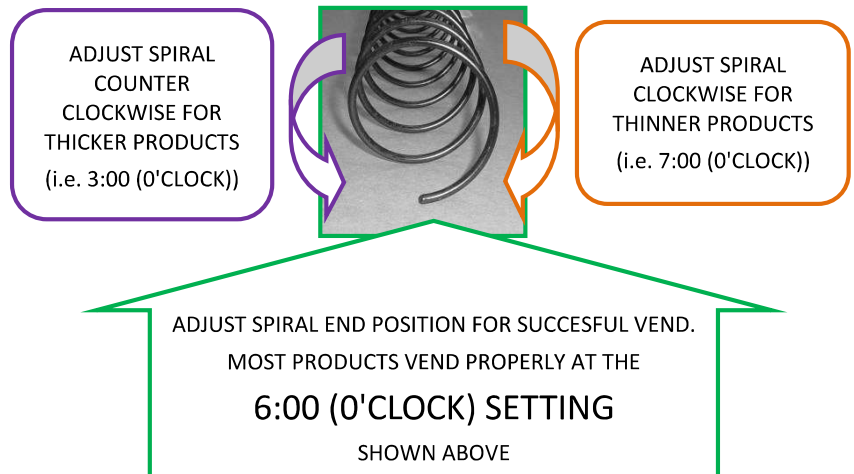 ADJUST SPIRAL
COUNTER
CLOCKWISE FOR
THICKER PRODUCTS
(i.e. 3:00 (0'CLOCK))
ADJUST SPIRAL
CLOCKWISE FOR
THINNER PRODUCTS
(i.e. 7:00 (0'CLOCK))
ADJUST SPIRAL END POSITION FOR SUCCESFUL VEND.
MOST PRODUCTS VEND PROPERLY AT THE
6:00 (0'CLOCK) SETTING
SHOWN ABOVE